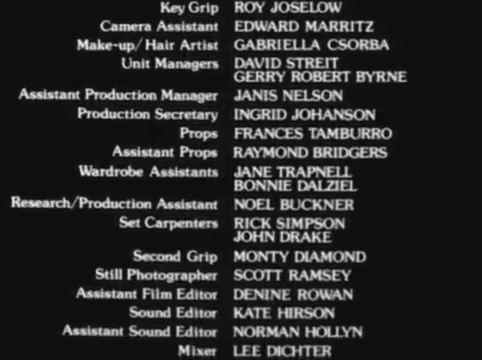 Key Grip ROY JOSELOW
Camera Assistant EDWARD MARRITZ
Make-up/Hair Artist GABRIELLA CSORBA
Unit Managers DAVID STREIT
GERRY ROBERT BYRNE
Assistant Production Manager JANIS NELSON
Production Secretary INGRID JOHANSON
Props FRANCES TAMBURRO
Assistant Props RAYMOND BRIDGERS
Wardrobe Assistants JANE TRAPNELL
BONNIE DALZIEL
Research/Production Assistant NOEL BUCKNER
Set Carpenters RICK SIMPSON
JOHN DRAKE
Second Grip MONTY DIAMOND
Still Photographer SCOTT RAMSEY
Assistant Film Editor DENINE ROWAN
Sound Editor KATE HIRSON
Assistant Sound Editor NORMAN HOLLYN
Mixer LEE DICHTER